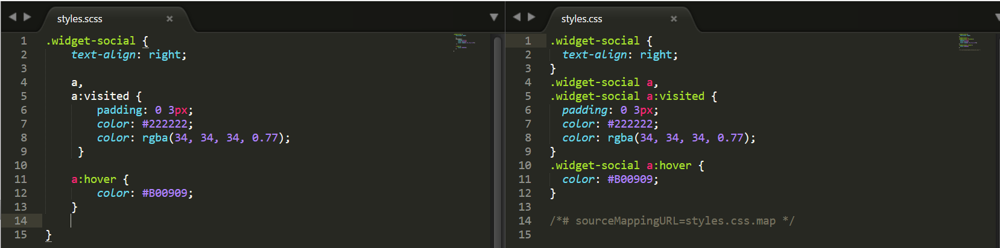 styles.scss
1 .widget-social {
2     text-align: right;
3
4     a,
5     a:visited {
6         padding: 0 3px;
7         color: #222222;
8         color: rgba(34, 34, 34, 0.77);
9      }
10
11     a:hover {
12         color: #B00909;
13     }
14
15 }
styles.css
1 .widget-social {
2   text-align: right;
3 }
4 .widget-social a,
5 .widget-social a:visited {
6   padding: 0 3px;
7   color: #222222;
8   color: rgba(34, 34, 34, 0.77);
9 }
10 .widget-social a:hover {
11   color: #B00909;
12 }
13
14 /*# sourceMappingURL=styles.css.map */
15